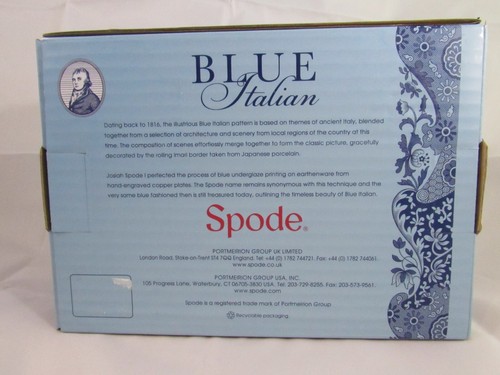 BLUE
Italian
Dating back to 1816, the illustrious Blue Italian pattern is based on themes of ancient Italy, blended
together from a selection of architecture and scenery from local regions of the country at this
time. The composition of scenes effortlessly merge together to form the classic picture, gracefully
decorated by the rolling Imari border taken from Japanese porcelain.
Josiah Spode I perfected the process of blue underglaze printing on earthenware from
hand-engraved copper plates. The Spode name remains synonymous with this technique and the
very same blue fashioned then is still treasured today, outlining the timeless beauty of Blue Italian.
Spode®
PORTMEIRION GROUP UK LIMITED
London Road, Stoke-on-Trent ST4 7QQ England. Tel: +44 (0) 1782 744721. Fax: +44 (0) 1782 744061.
www.spode.co.uk
PORTMEIRION GROUP USA, INC.
105 Progress Lane, Waterbury, CT 06705-3830 USA. Tel: 203-729-8255. Fax: 203-573-9561.
www.spode.com
Spode is a registered trade mark of Portmeirion Group
Recyclable packaging.